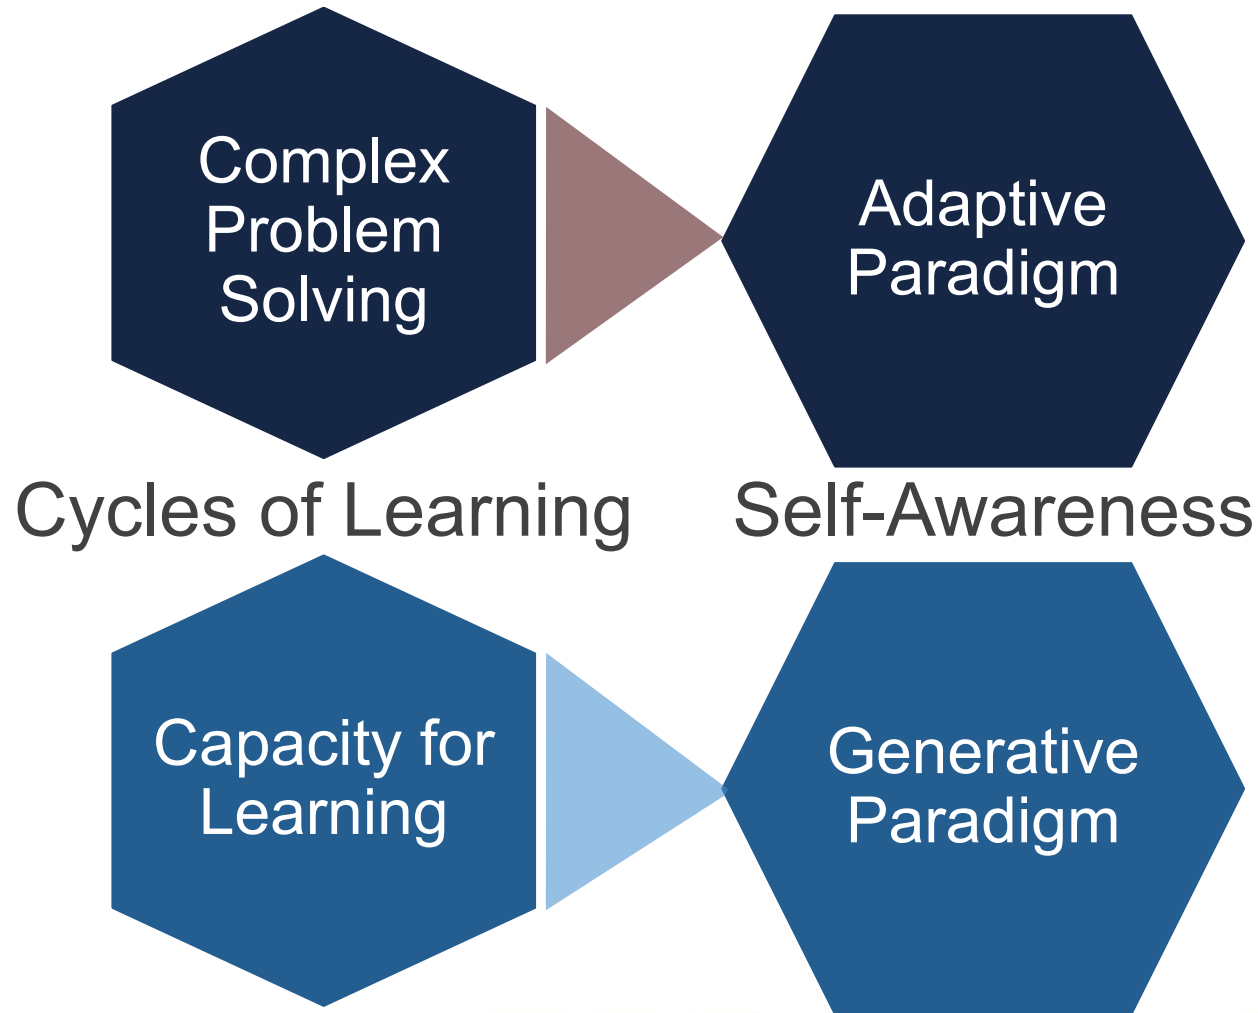 Complex
Problem
Solving
Adaptive
Paradigm
Cycles of Learning
Self-Awareness
Capacity for
Learning
Generative
Paradigm